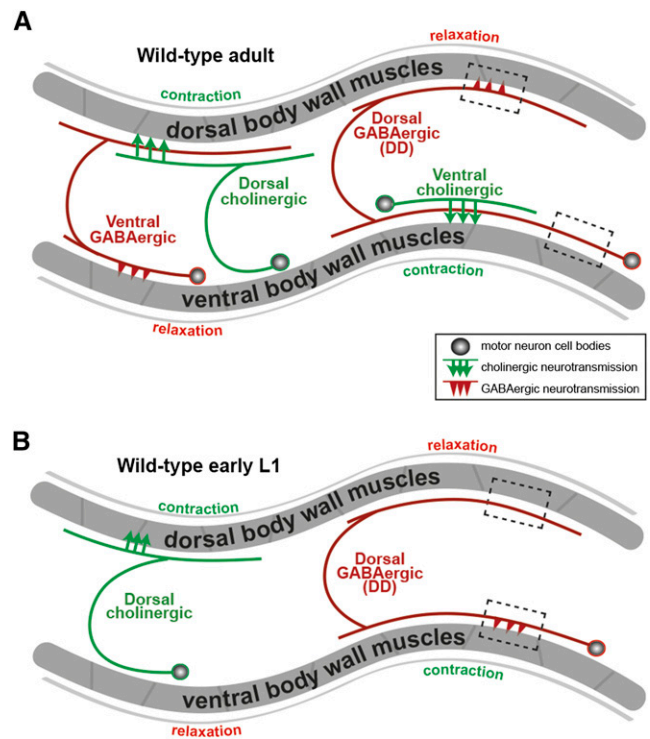 A
Wild-type adult
relaxation
contraction
dorsal body wall muscles
Dorsal
GABAergic
(DD)
Dorsal
cholinergic
Ventral
cholinergic
Ventral
GABAergic
ventral body wall muscles
contraction
relaxation
motor neuron cell bodies
cholinergic neurotransmission
GABAergic neurotransmission
B
Wild-type early L1
relaxation
contraction
dorsal body wall muscles
Dorsal
GABAergic
(DD)
Dorsal
cholinergic
ventral body wall muscles
contraction
relaxation